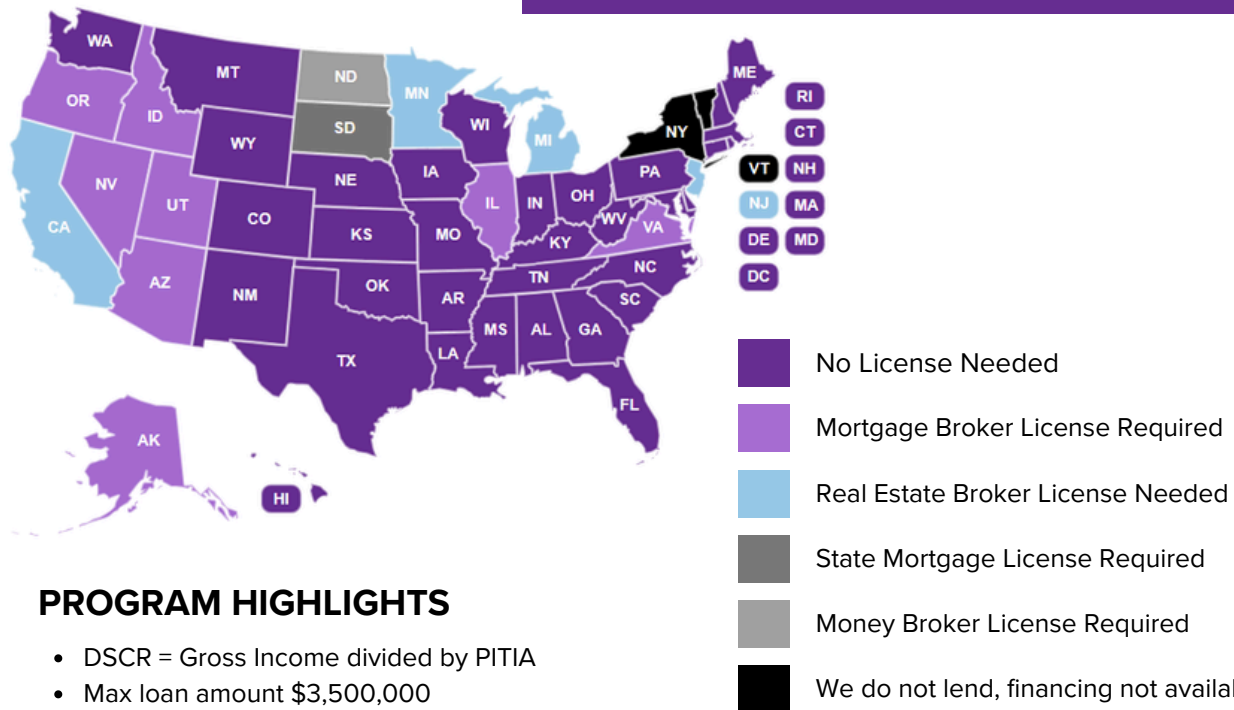 WA
MT
ND
MN
ME
OR
ID
SD
WI
MI
NY
RI
CT
VT
NH
NJ
MA
DE
MD
DC
WY
NE
IA
PA
NV
UT
CO
KS
MO
IL
IN
OH
WV
VA
KY
CA
AZ
NM
OK
AR
TN
NC
SC
MS
AL
GA
TX
LA
FL
AK
HI
No License Needed
Mortgage Broker License Required
Real Estate Broker License Needed
State Mortgage License Required
Money Broker License Required
We do not lend, financing not availa
PROGRAM HIGHLIGHTS
• DSCR = Gross Income divided by PITIA
• Max loan amount $3,500,000